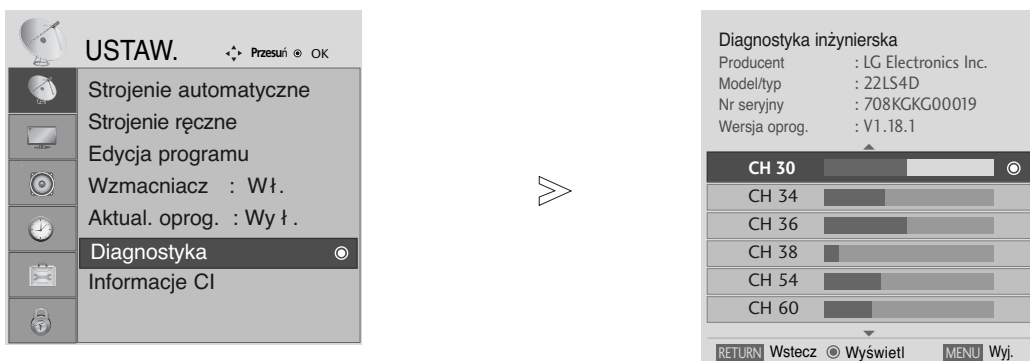 USTAW. Przesuń OK
Strojenie automatyczne
Strojenie ręczne
Edycja programu
Wzmacniacz : Wł.
Aktual. oprog. : Wył.
Diagnostyka
Informacje CI
Diagnostyka inżynierska
Producent : LG Electronics Inc.
Model/typ : 22LS4D
Nr seryjny : 708KGKG00019
Wersja oprog. : V1.18.1
CH 30
CH 34
CH 36
CH 38
CH 54
CH 60
RETURN Wstecz Wyświetl MENU Wyj.